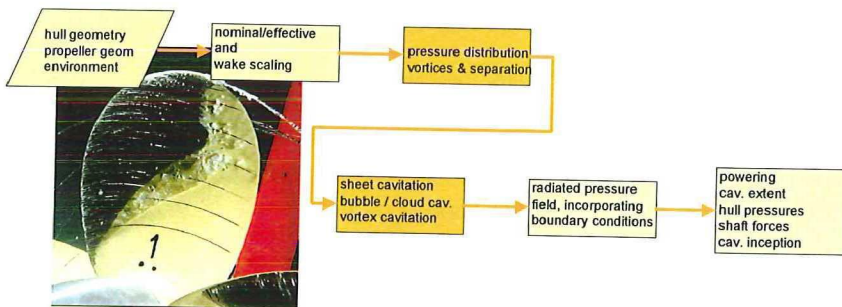 hull geometry
propeller geom
environment
nominal/effective
and
wake scaling
pressure distribution
vortices & separation
sheet cavitation
bubble / cloud cav.
vortex cavitation
radiated pressure
field, incorporating
boundary conditions
powering
cav. extent
hull pressures
shaft forces
cav. inception
1